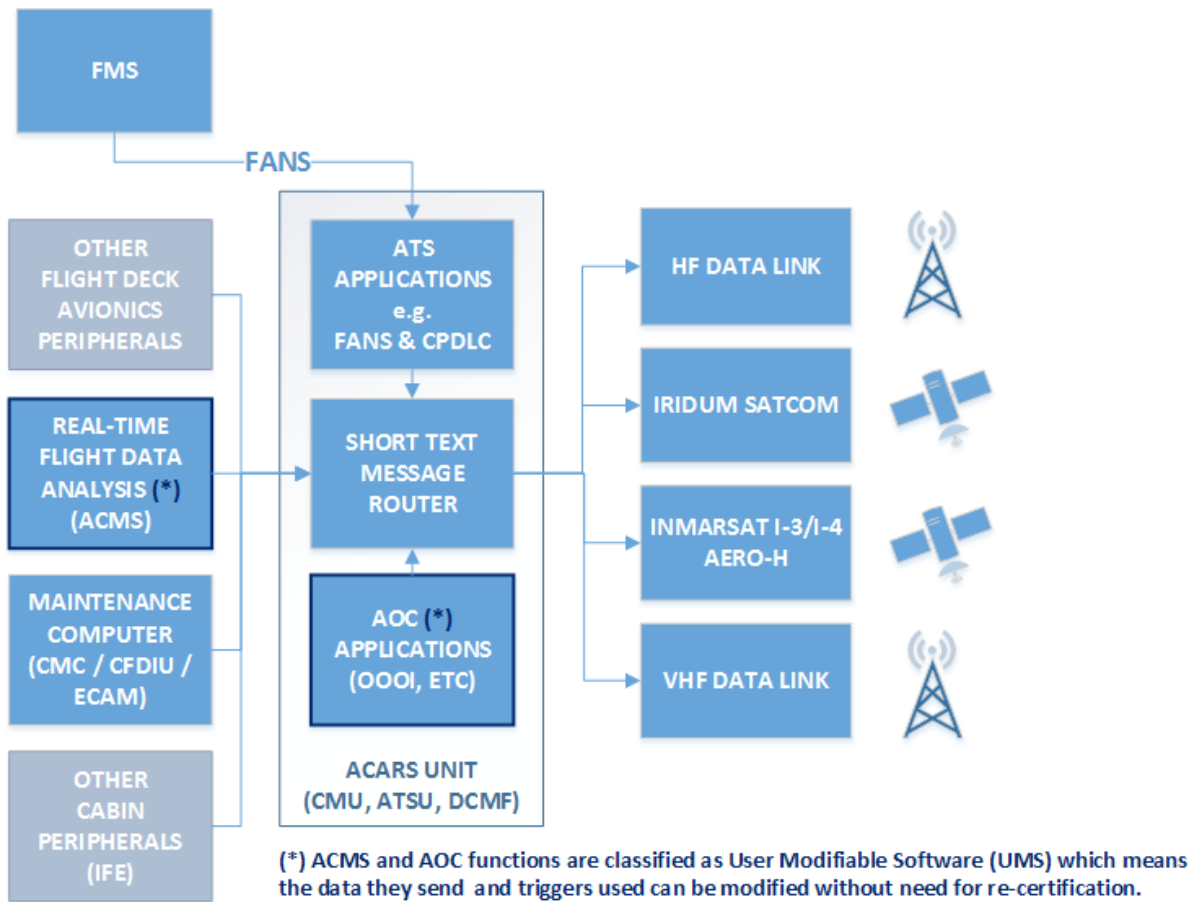 FMS
FANS
OTHER
FLIGHT DECK
AVIONICS
PERIPHERALS
REAL-TIME
FLIGHT DATA
ANALYSIS (*)
(ACMS)
MAINTENANCE
COMPUTER
(CMC / CFDIU /
ECAM)
OTHER
CABIN
PERIPHERALS
(IFE)
ATS
APPLICATIONS
e.g.
FANS & CPDLC
SHORT TEXT
MESSAGE
ROUTER
AOC (*)
APPLICATIONS
(OOOI, ETC)
ACARS UNIT
(CMU, ATSU, DCMF)
HF DATA LINK
IRIDUM SATCOM
INMARSAT I-3/I-4
AERO-H
VHF DATA LINK
(*) ACMS and AOC functions are classified as User Modifiable Software (UMS) which means
the data they send and triggers used can be modified without need for re-certification.